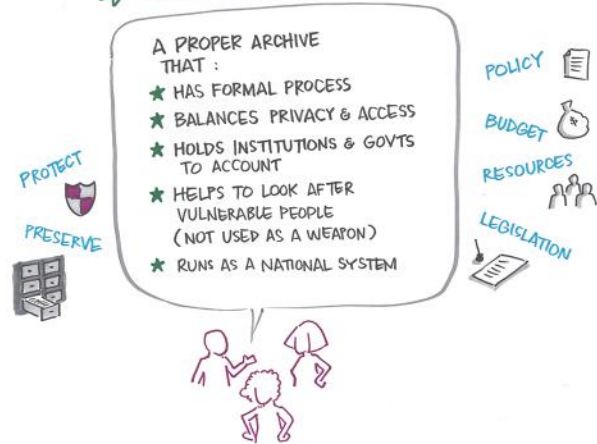 A PROPER ARCHIVE
THAT :
★ HAS FORMAL PROCESS
★ BALANCES PRIVACY & ACCESS
★ HOLDS INSTITUTIONS & GOVTS
TO ACCOUNT
★ HELPS TO LOOK AFTER
VULNERABLE PEOPLE
(NOT USED AS A WEAPON)
★ RUNS AS A NATIONAL SYSTEM
PROTECT
PRESERVE
POLICY
BUDGET
RESOURCES
LEGISLATION